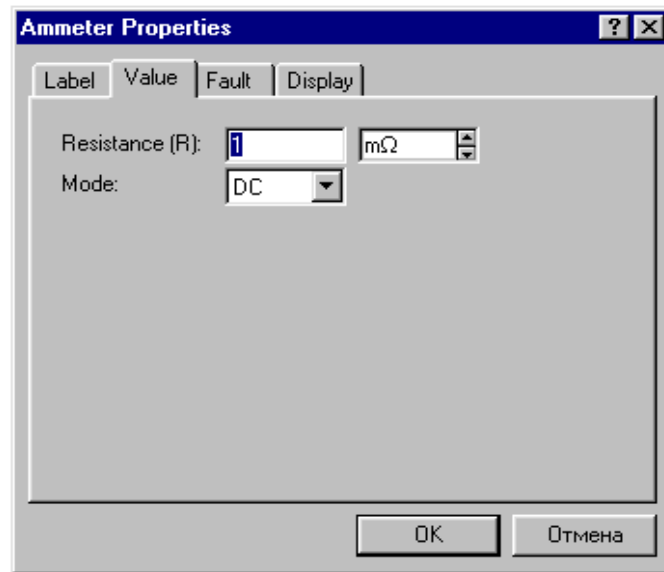 Ammeter Properties
Label Value Fault Display
Resistance (R): 1 mΩ
Mode: DC
OK Отмена